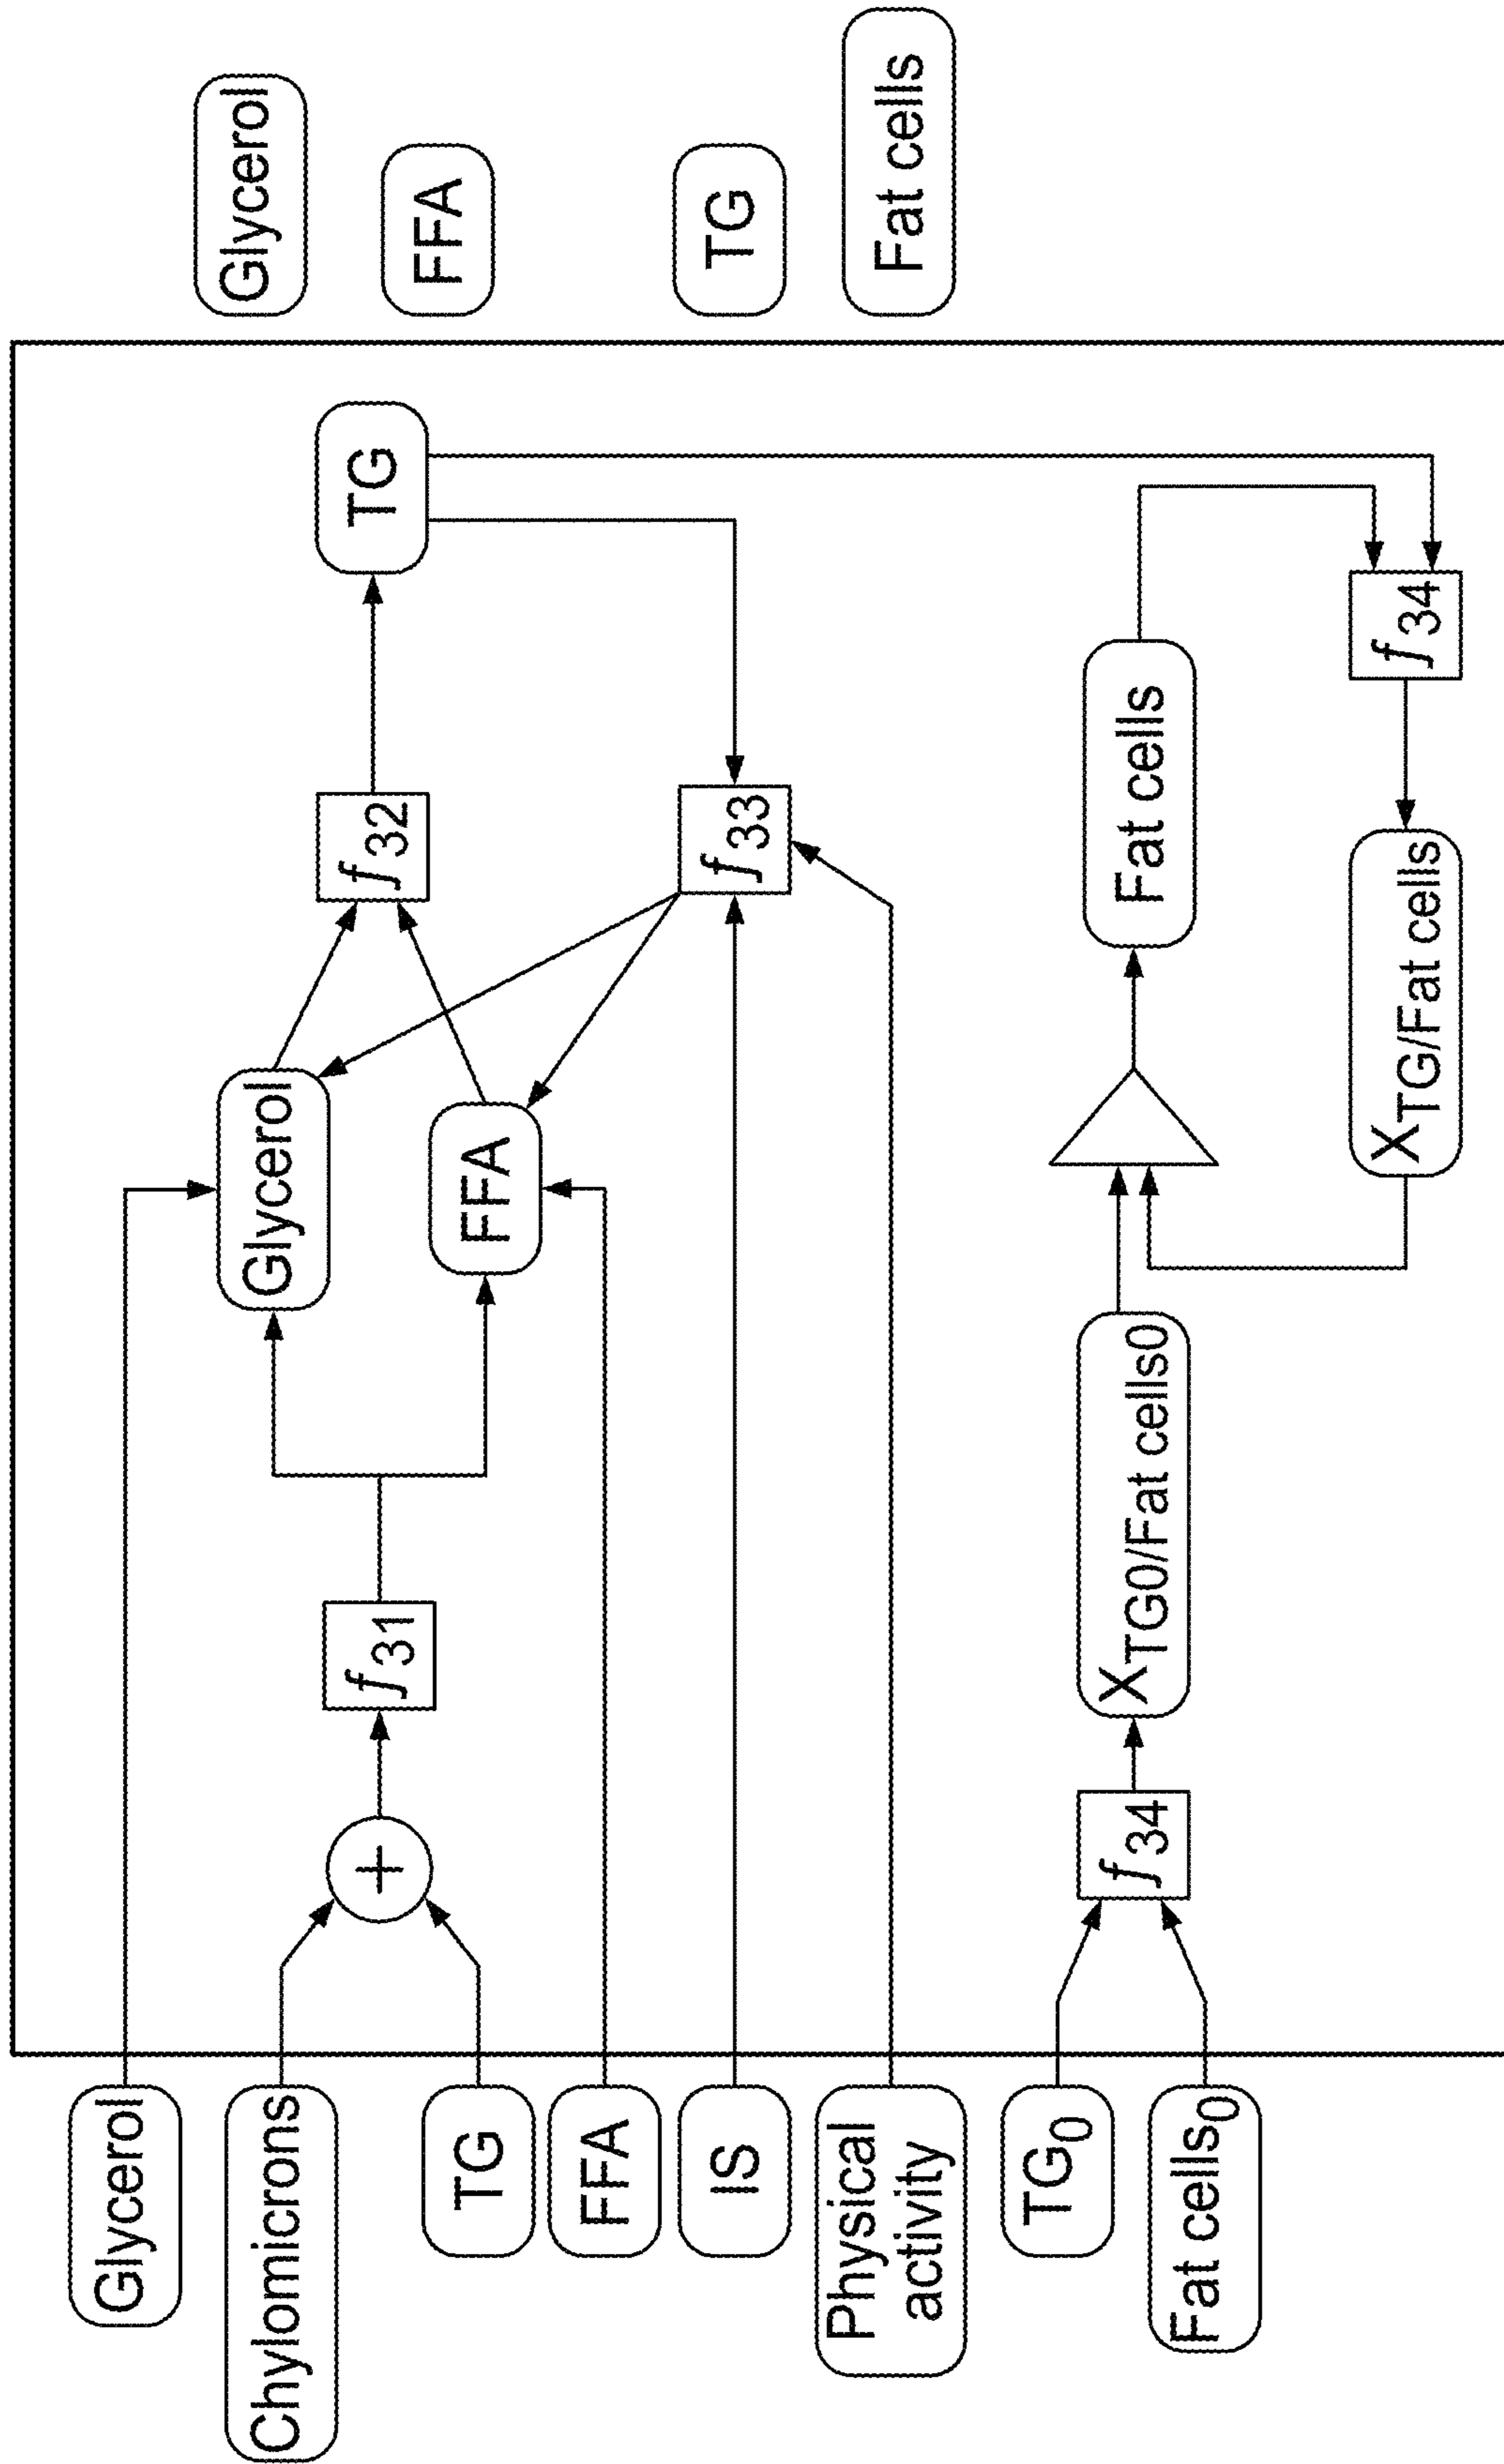 Glycerol
Chylomicrons
TG
FFA
IS
Physical
activity
TG0
Fat cells0
+
f31
f34
XTG0/Fat cells0
Glycerol
FFA
f32
f33
TG
Fat cells
f34
XTG/Fat cells
Glycerol
FFA
TG
Fat cells